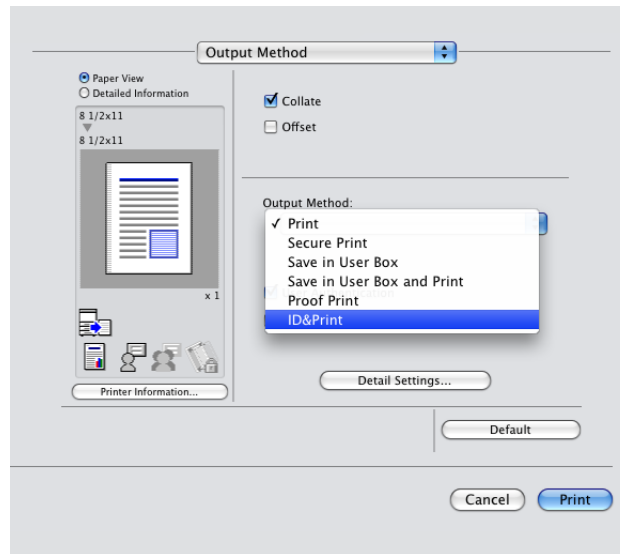 Output Method
Paper View
Detailed Information
8 1/2x11
8 1/2x11
x 1
Printer Information...
Collate
Offset
Output Method:
✓ Print
Secure Print
Save in User Box
Save in User Box and Print
Proof Print
ID&Print
Detail Settings...
Default
Cancel
Print